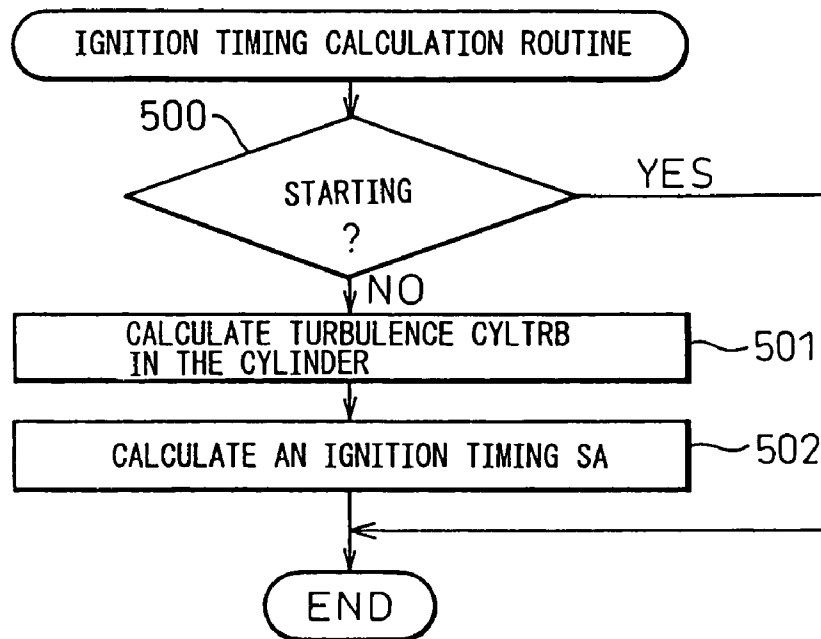 IGNITION TIMING CALCULATION ROUTINE
500
STARTING
?
YES
NO
CALCULATE TURBULENCE CYLTRB
IN THE CYLINDER
501
CALCULATE AN IGNITION TIMING SA
502
END